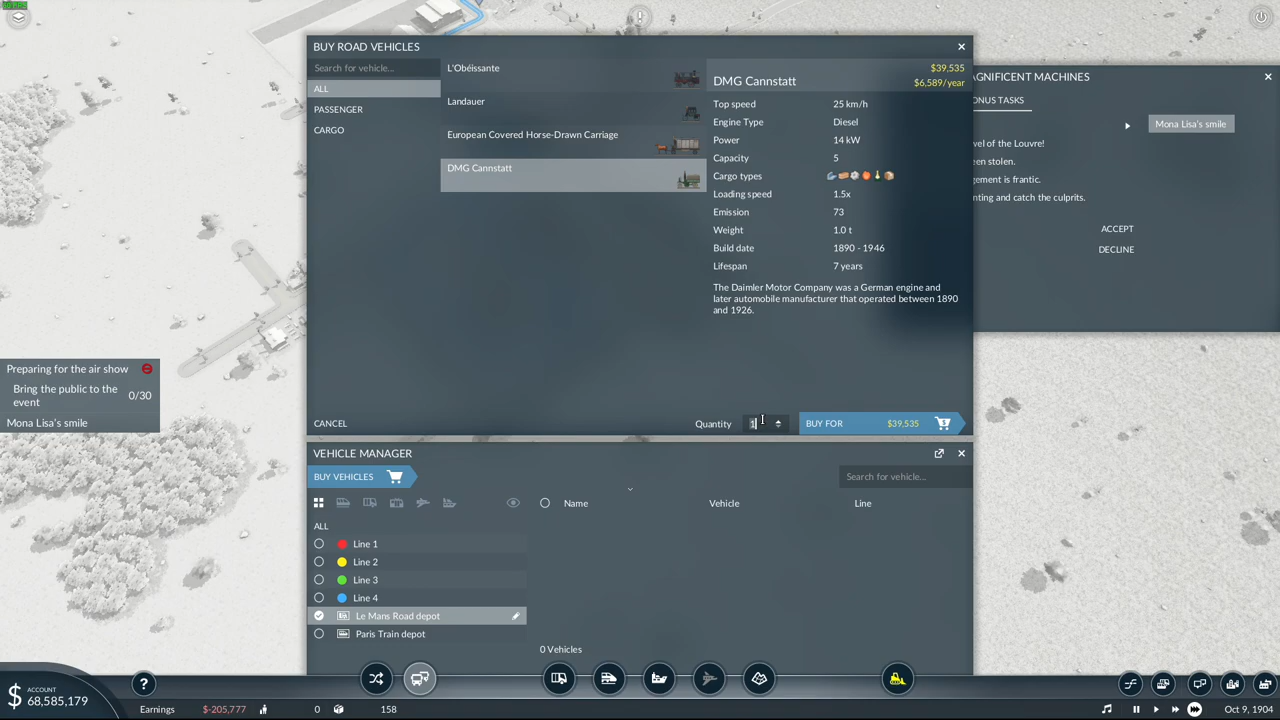 BUY ROAD VEHICLES
Search for vehicle...
ALL
PASSENGER
CARGO
L'Obéissante
Landauer
European Covered Horse-Drawn Carriage
DMG Cannstatt
DMG Cannstatt
$39,535
$6,589/year
Top speed 25 km/h
Engine Type Diesel
Power 14 kW
Capacity 5
Cargo types
Loading speed 1.5x
Emission 73
Weight 1.0 t
Build date 1890 - 1946
Lifespan 7 years
The Daimler Motor Company was a German engine and
later automobile manufacturer that operated between 1890
and 1926.
CANCEL
Quantity 1
BUY FOR $39,535
AGNIFICENT MACHINES
ONUS TASKS
Mona Lisa's smile
wel of the Louvre!
en stolen.
gement is frantic.
nting and catch the culprits.
ACCEPT
DECLINE
Preparing for the air show
Bring the public to the
event
0/30
Mona Lisa's smile
VEHICLE MANAGER
BUY VEHICLES
Search for vehicle...
Name Vehicle Line
ALL
Line 1
Line 2
Line 3
Line 4
Le Mans Road depot
Paris Train depot
0 Vehicles
$ ACCOUNT
68,585,179
?
Earnings $-205,777 0 158
Oct 9, 1904